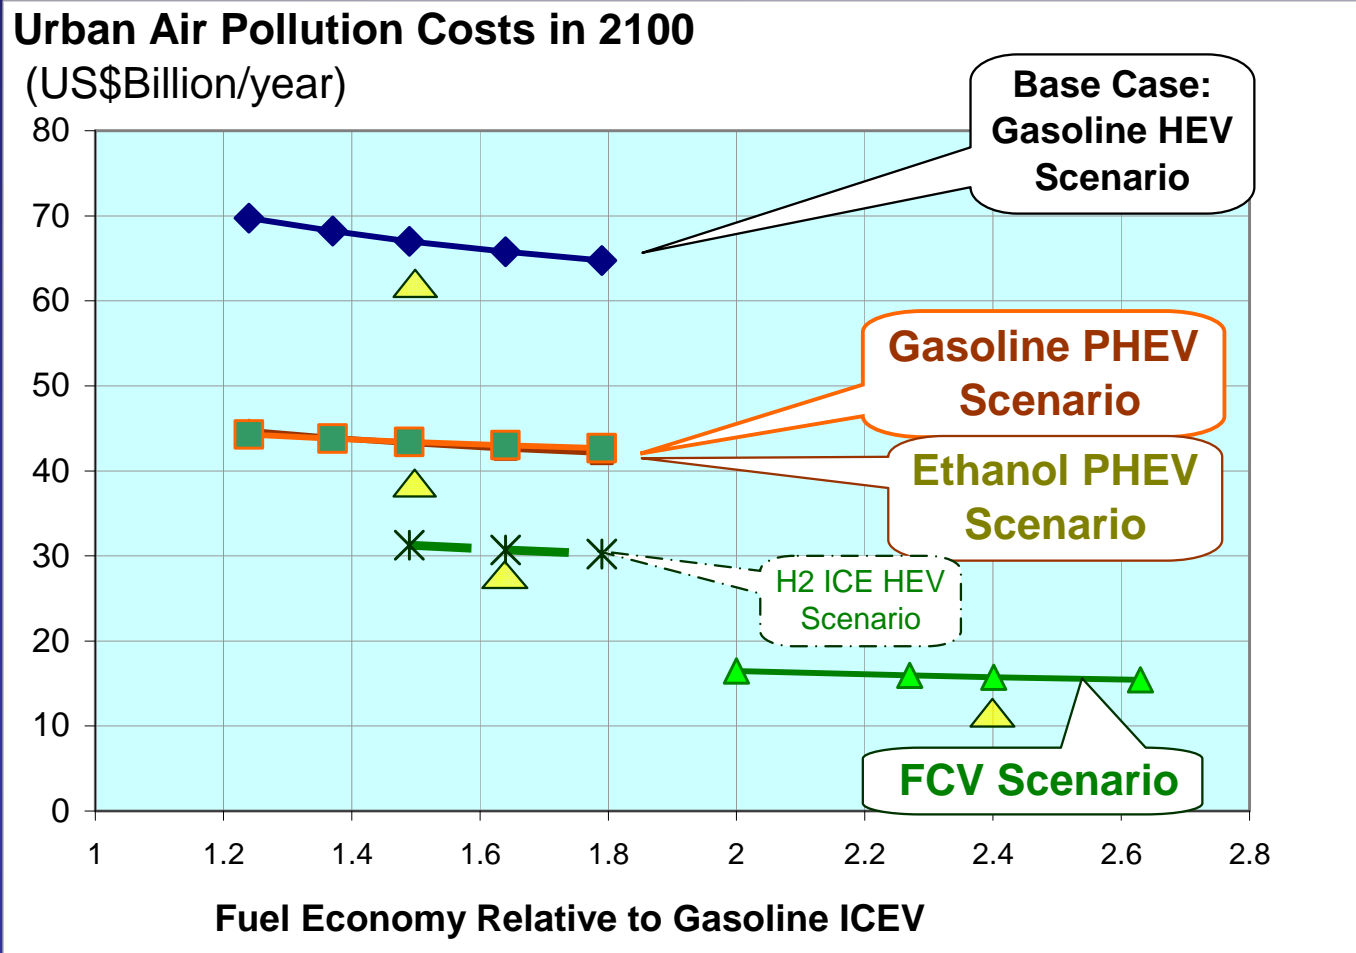 Urban Air Pollution Costs in 2100
(US$Billion/year)
Base Case:
Gasoline HEV
Scenario
80
70
60
50
40
30
20
10
0
Gasoline PHEV
Scenario
Ethanol PHEV
Scenario
H2 ICE HEV
Scenario
FCV Scenario
1 1.2 1.4 1.6 1.8 2 2.2 2.4 2.6 2.8
Fuel Economy Relative to Gasoline ICEV